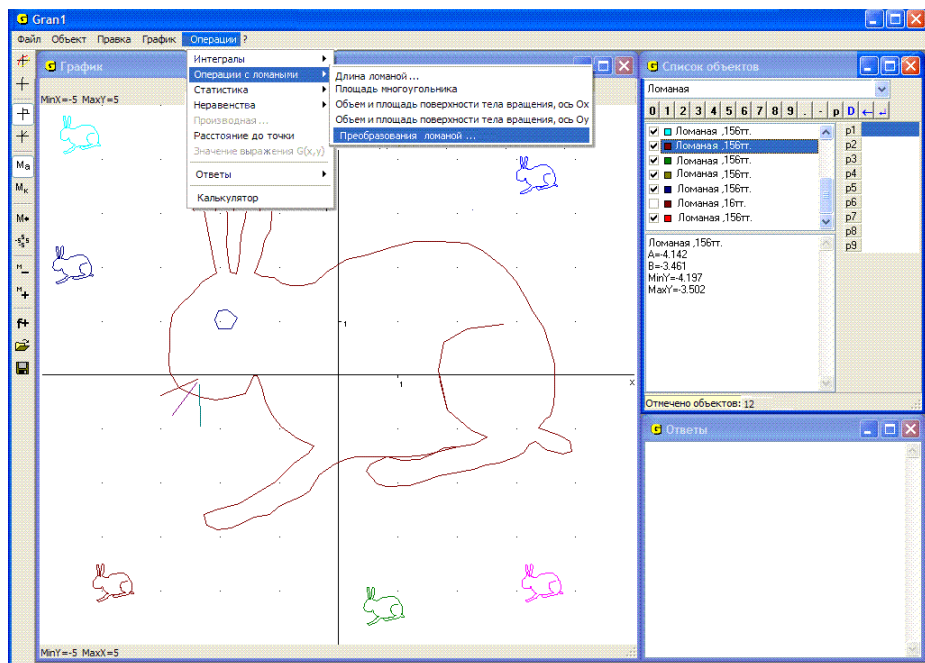 Gran1
Файл Объект Правка График Операции ?
График
MinX=-5 MaxY=5
Интегралы
Операции с ломаными
Статистика
Неравенства
Производная ...
Расстояние до точки
Значение выражения G(x,y)
Ответы
Калькулятор
Длина ломаной ...
Площадь многоугольника
Объем и площадь поверхности тела вращения, ось Ox
Объем и площадь поверхности тела вращения, ось Oy
Преобразования ломаной ...
Ma
Mк
M
M
M
f+
1
1
x
MinY=-5 MaxX=5
Список объектов
Ломаная
0 1 2 3 4 5 6 7 8 9 . - p D
Ломаная ,156тт.
Ломаная ,156тт.
Ломаная ,156тт.
Ломаная ,156тт.
Ломаная ,156тт.
Ломаная ,16тт.
Ломаная ,156тт.
p1
p2
p3
p4
p5
p6
p7
p8
p9
Ломаная ,156тт.
A=-4.142
B=-3.461
MinY=-4.197
MaxY=-3.502
Отмечено объектов: 12
Ответы